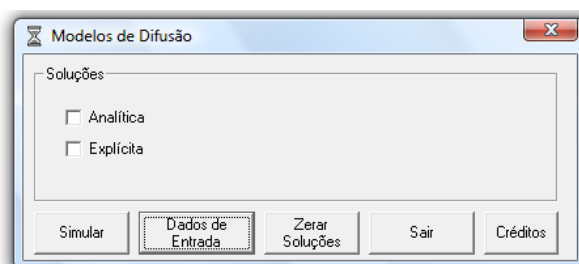 Modelos de Difusão
Soluções
Analítica
Explícita
Simular
Dados de
Entrada
Zerar
Soluções
Sair
Créditos